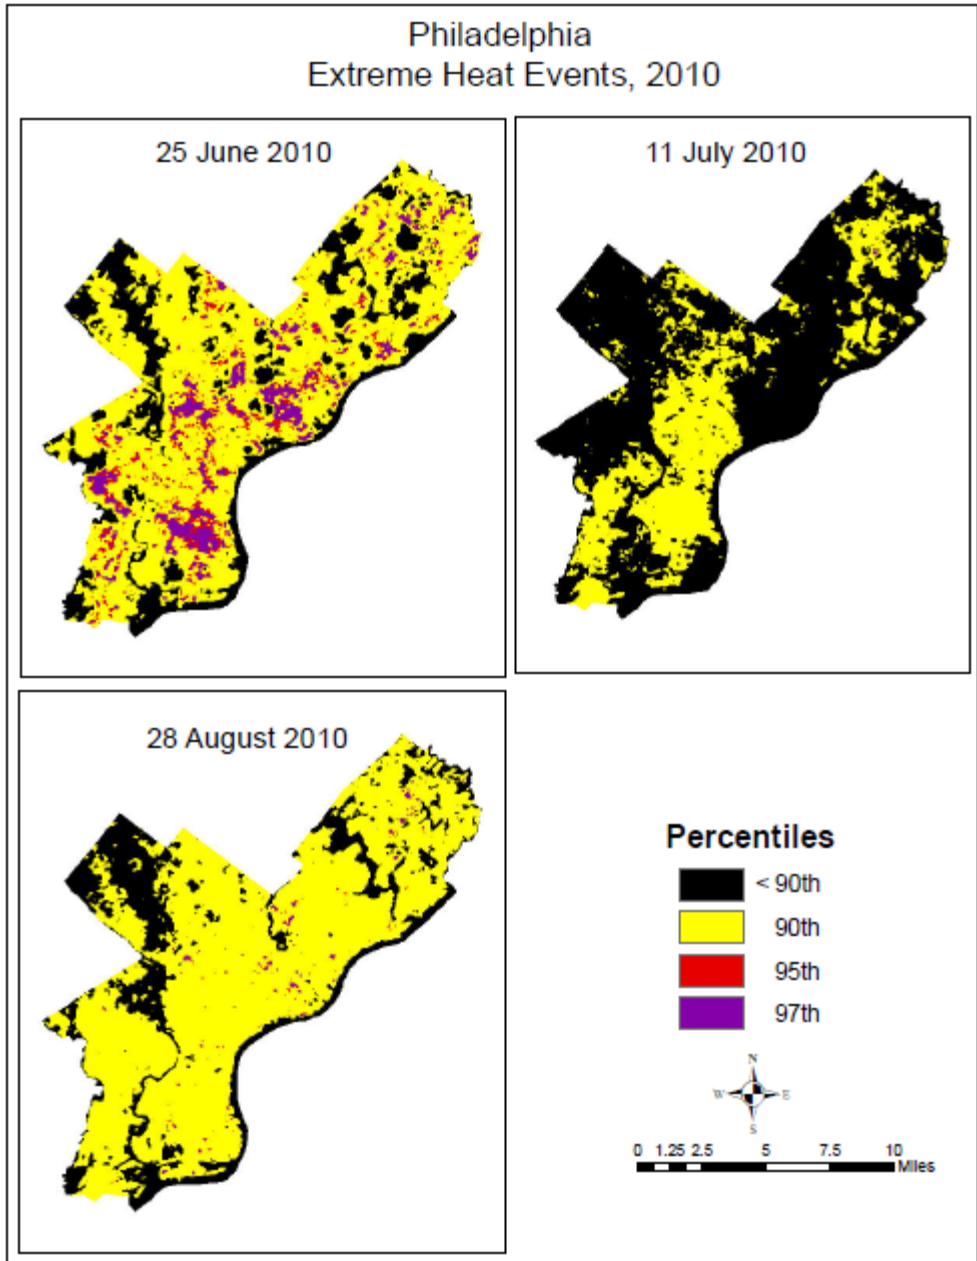 Philadelphia
Extreme Heat Events, 2010
25 June 2010
11 July 2010
28 August 2010
Percentiles
< 90th
90th
95th
97th
N
W E
S
0 1.25 2.5 5 7.5 10
Miles